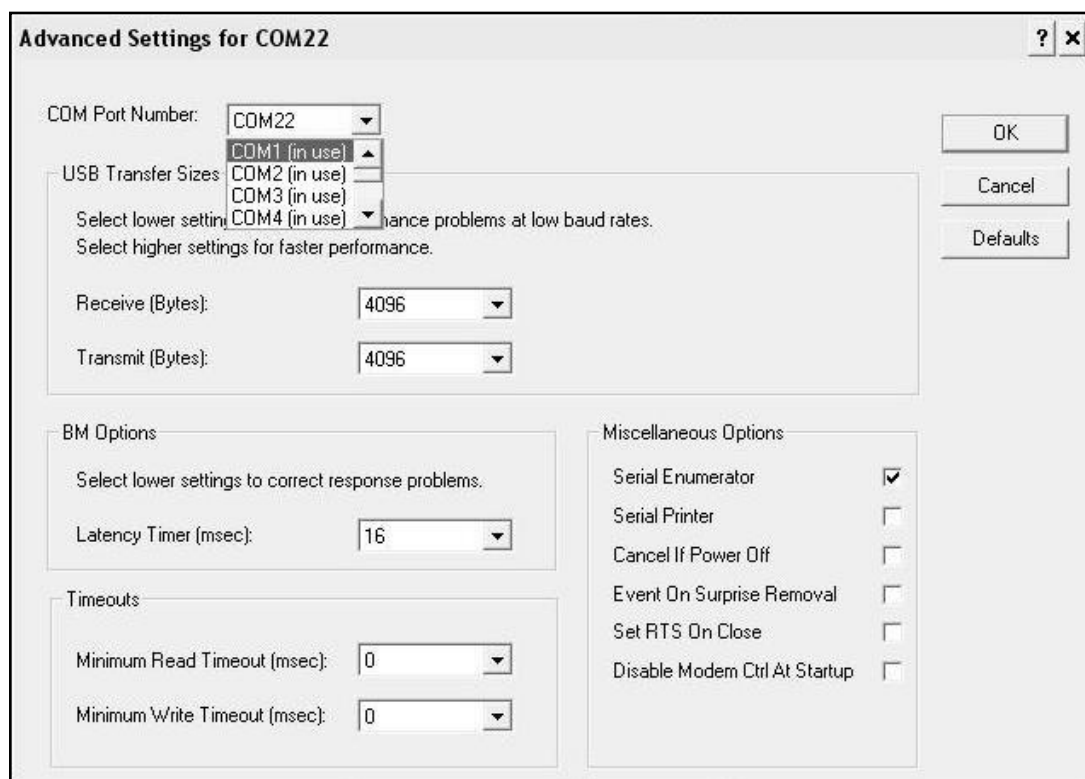 Advanced Settings for COM22
? ×
COM Port Number:
COM22
COM1 (in use)
COM2 (in use)
COM3 (in use)
COM4 (in use)
OK
Cancel
Defaults
USB Transfer Sizes
Select lower mance problems at low baud rates.
Select higher settings for faster performance.
Receive (Bytes):
4096
Transmit (Bytes):
4096
BM Options
Select lower settings to correct response problems.
Latency Timer (msec):
16
Timeouts
Minimum Read Timeout (msec):
0
Minimum Write Timeout (msec):
0
Miscellaneous Options
Serial Enumerator
Serial Printer
Cancel If Power Off
Event On Surprise Removal
Set RTS On Close
Disable Modem Ctrl At Startup